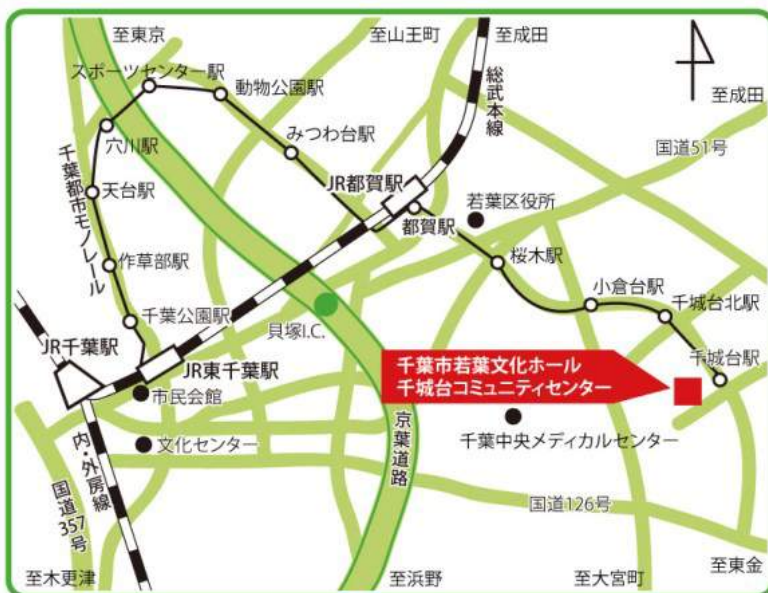 至東京
至山王町
至成田
スポーツセンター駅
動物公園駅
総武本線
至成田
穴川駅
みつわ台駅
国道51号
千葉都市モノレール
天台駅
JR都賀駅
若葉区役所
都賀駅
作草部駅
桜木駅
小倉台駅
千葉公園駅
貝塚I.C.
千城台北駅
JR千葉駅
JR東千葉駅
千葉市若葉文化ホール
千城台コミュニティセンター
千城台駅
市民会館
文化センター
千葉中央メディカルセンター
京葉道路
内・外房線
国道357号
国道126号
至木更津
至浜野
至大宮町
至東金